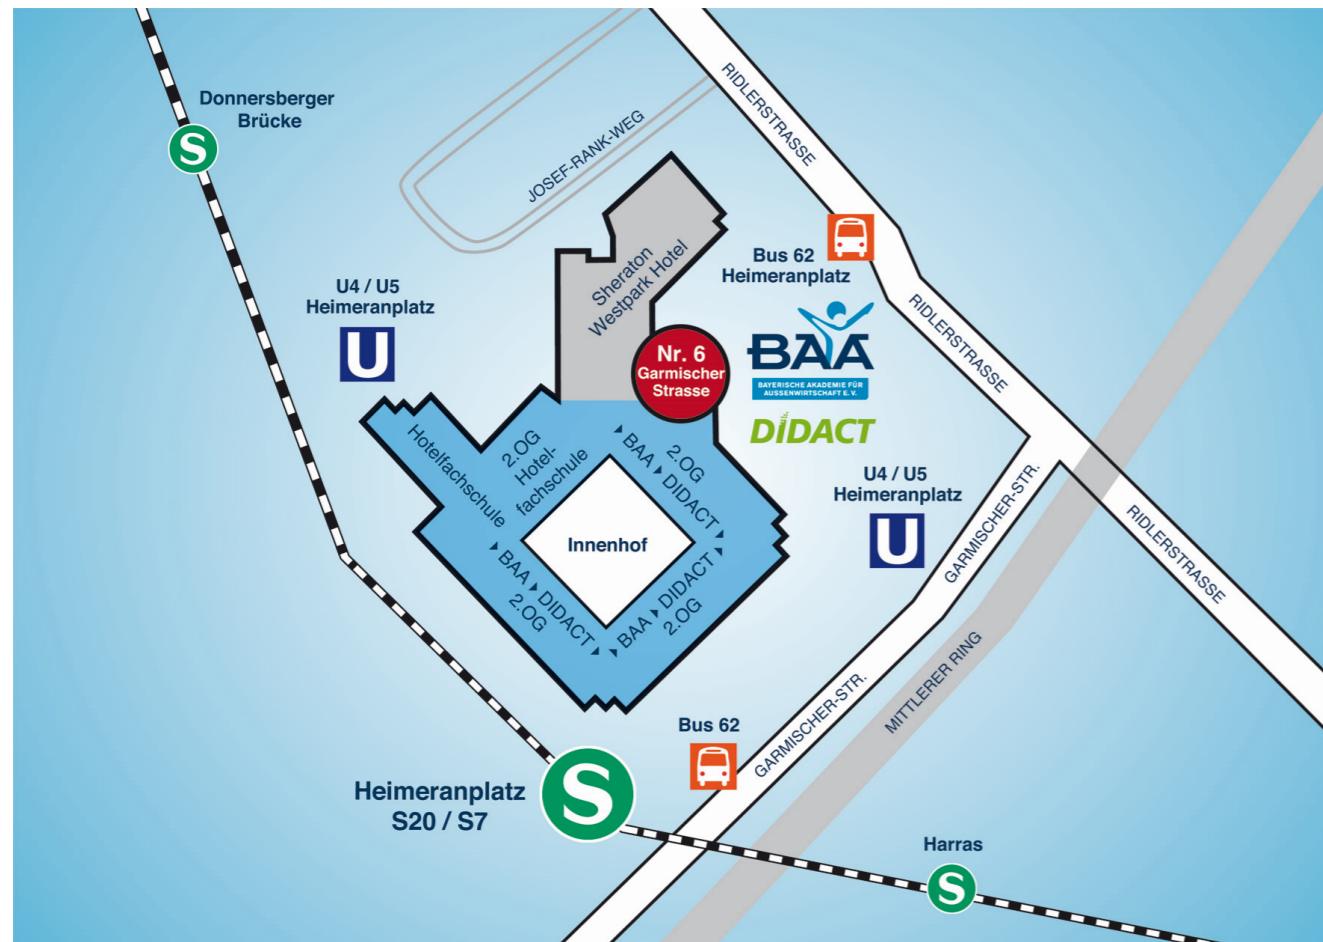 RIDLERSTRASSE
Donnersberger
Brücke
S
JOSEF-RANK-WEG
Bus 62
Heimeranplatz
Sheraton
Westpark Hotel
U4 / U5
Heimeranplatz
U
RIDLERSTRASSE
BAA
BAYERISCHE AKADEMIE FÜR
AUSSENWIRTSCHAFT E. V.
Nr. 6
Garmischer
Strasse
DIDACT
Hotelfachschule
2.OG
Hotel-
fachschule
BAA DIDACT
2.OG
U4 / U5
Heimeranplatz
U
GARMISCHER-STR.
RIDLERSTRASSE
Innenhof
BAA DIDACT
2.OG
BAA DIDACT
2.OG
MITTLERER RING
GARMISCHER-STR.
Bus 62
Heimeranplatz
S20 / S7
S
Harras
S